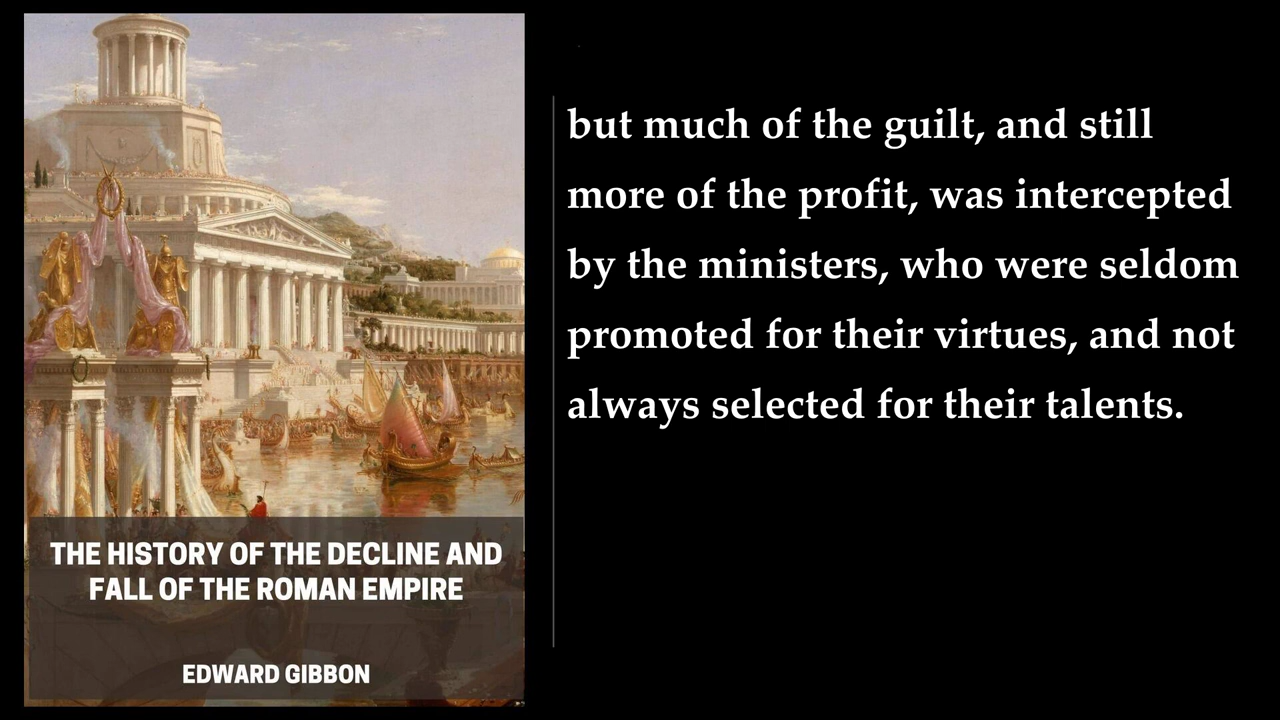 but much of the guilt, and still
more of the profit, was intercepted
by the ministers, who were seldom
promoted for their virtues, and not
always selected for their talents.
THE HISTORY OF THE DECLINE AND
FALL OF THE ROMAN EMPIRE
EDWARD GIBBON